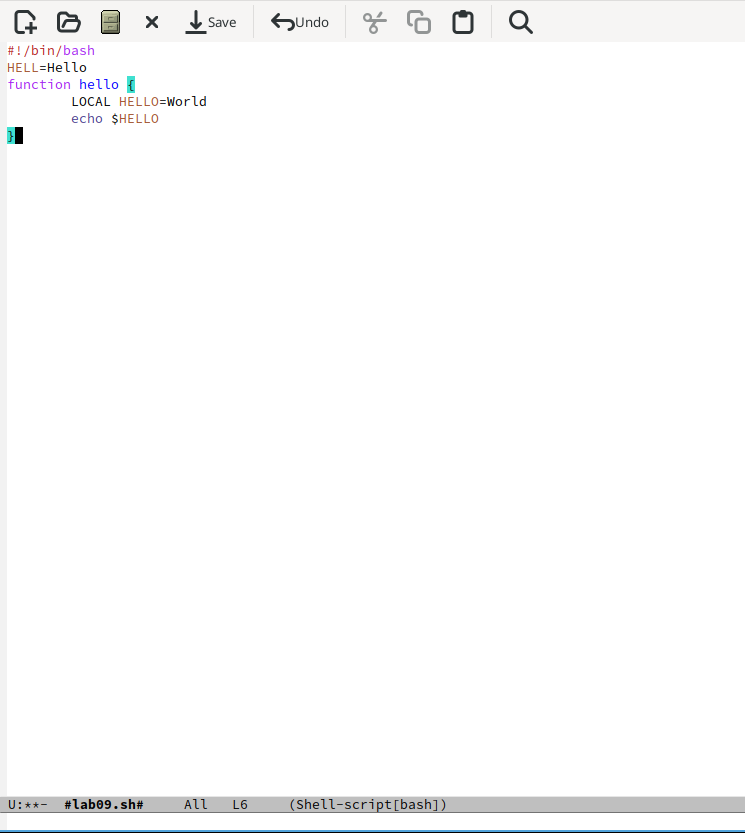 Save Undo
#!/bin/bash
HELL=Hello
function hello {
        LOCAL HELLO=World
        echo $HELLO
}
U:**-  #lab09.sh#     All   L6     (Shell-script[bash])